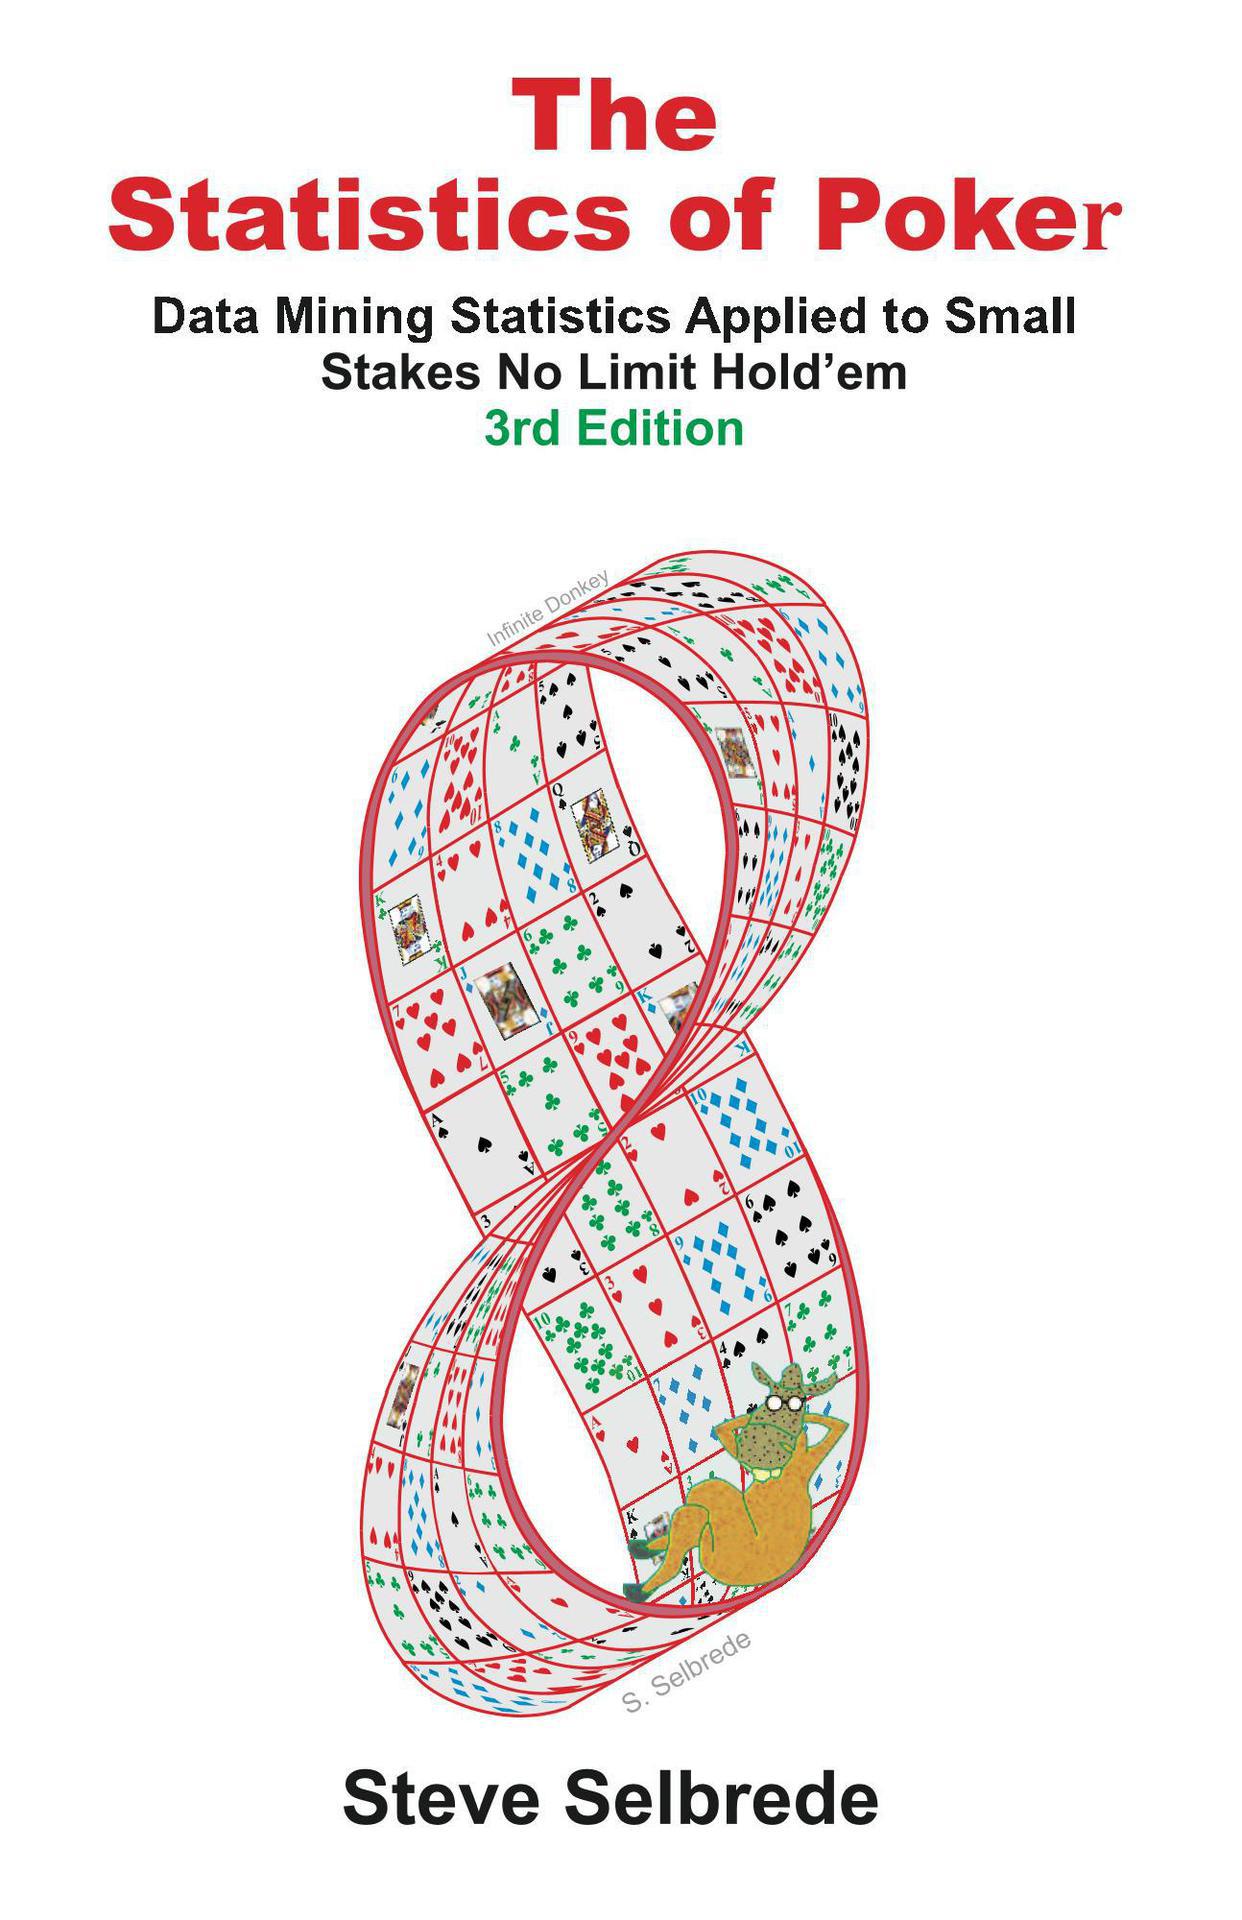 The
Statistics of Poker
Data Mining Statistics Applied to Small
Stakes No Limit Hold’em
3rd Edition
Infinite Donkey
S. Selbrede
Steve Selbrede